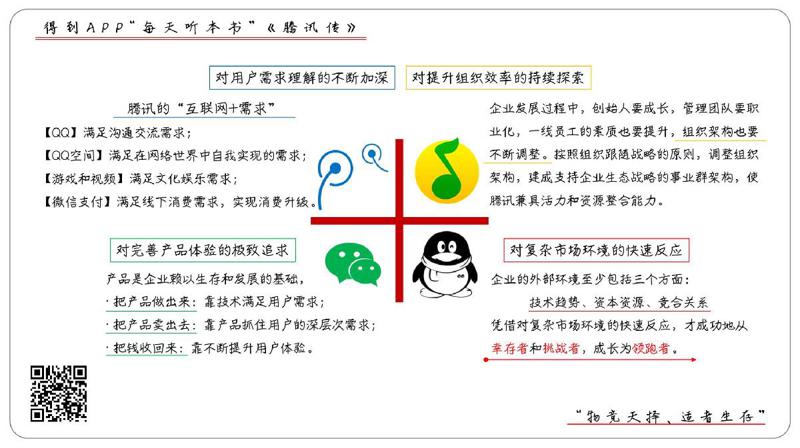 得到APP“每天听本书”《腾讯传》
对用户需求理解的不断加深
腾讯的“互联网+需求”
【QQ】满足沟通交流需求；
【QQ空间】满足在网络世界中自我实现的需求；
【游戏和视频】满足文化娱乐需求；
【微信支付】满足线下消费需求，实现消费升级。
对提升组织效率的持续探索
企业发展过程中，创始人要成长，管理团队要职
业化，一线员工的素质也要提升，组织架构也要
不断调整。按照组织跟随战略的原则，调整组织
架构，建成支持企业生态战略的事业群架构，使
腾讯兼具活力和资源整合能力。
对完善产品体验的极致追求
产品是企业赖以生存和发展的基础，
·把产品做出来：靠技术满足用户需求；
·把产品卖出去：靠产品抓住用户的深层次需求；
·把钱收回来：靠不断提升用户体验。
对复杂市场环境的快速反应
企业的外部环境至少包括三个方面：
技术趋势、资本资源、竞合关系
凭借对复杂市场环境的快速反应，才成功地从
幸存者和挑战者，成长为领跑者。
“物竞天择、适者生存”